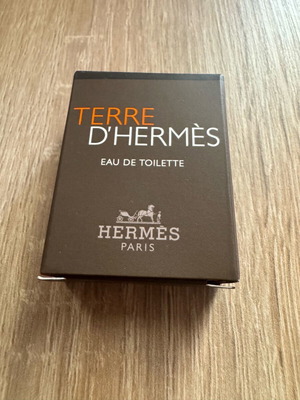 TERRE
D'HERMÈS
EAU DE TOILETTE
HERMÈS
PARIS